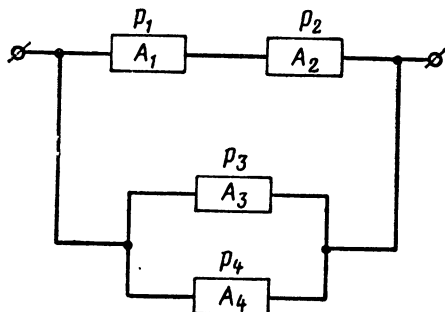 p₁ p₂
A₁ A₂
p₃
A₃
p₄
A₄